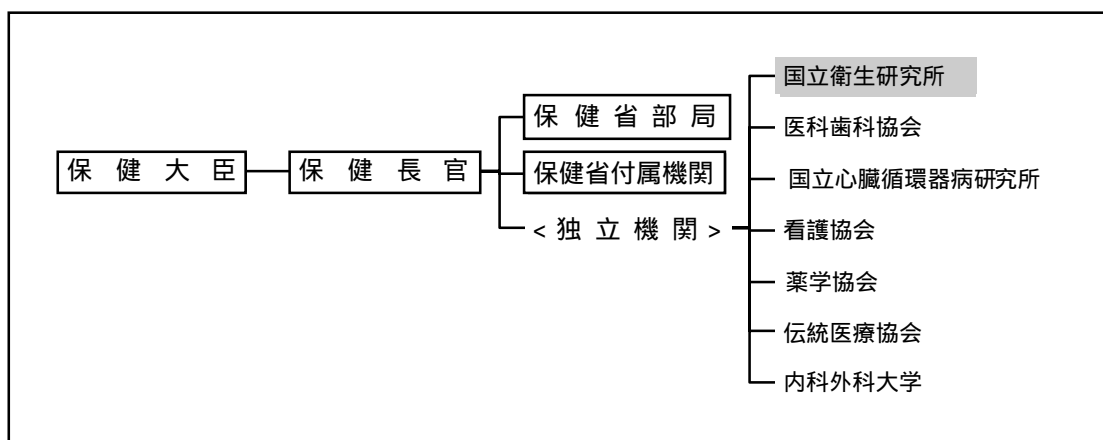 保健大臣
保健長官
保健省部局
保健省付属機関
<独立機関>
国立衛生研究所
医科歯科協会
国立心臓循環器病研究所
看護協会
薬学協会
伝統医療協会
内科外科大学